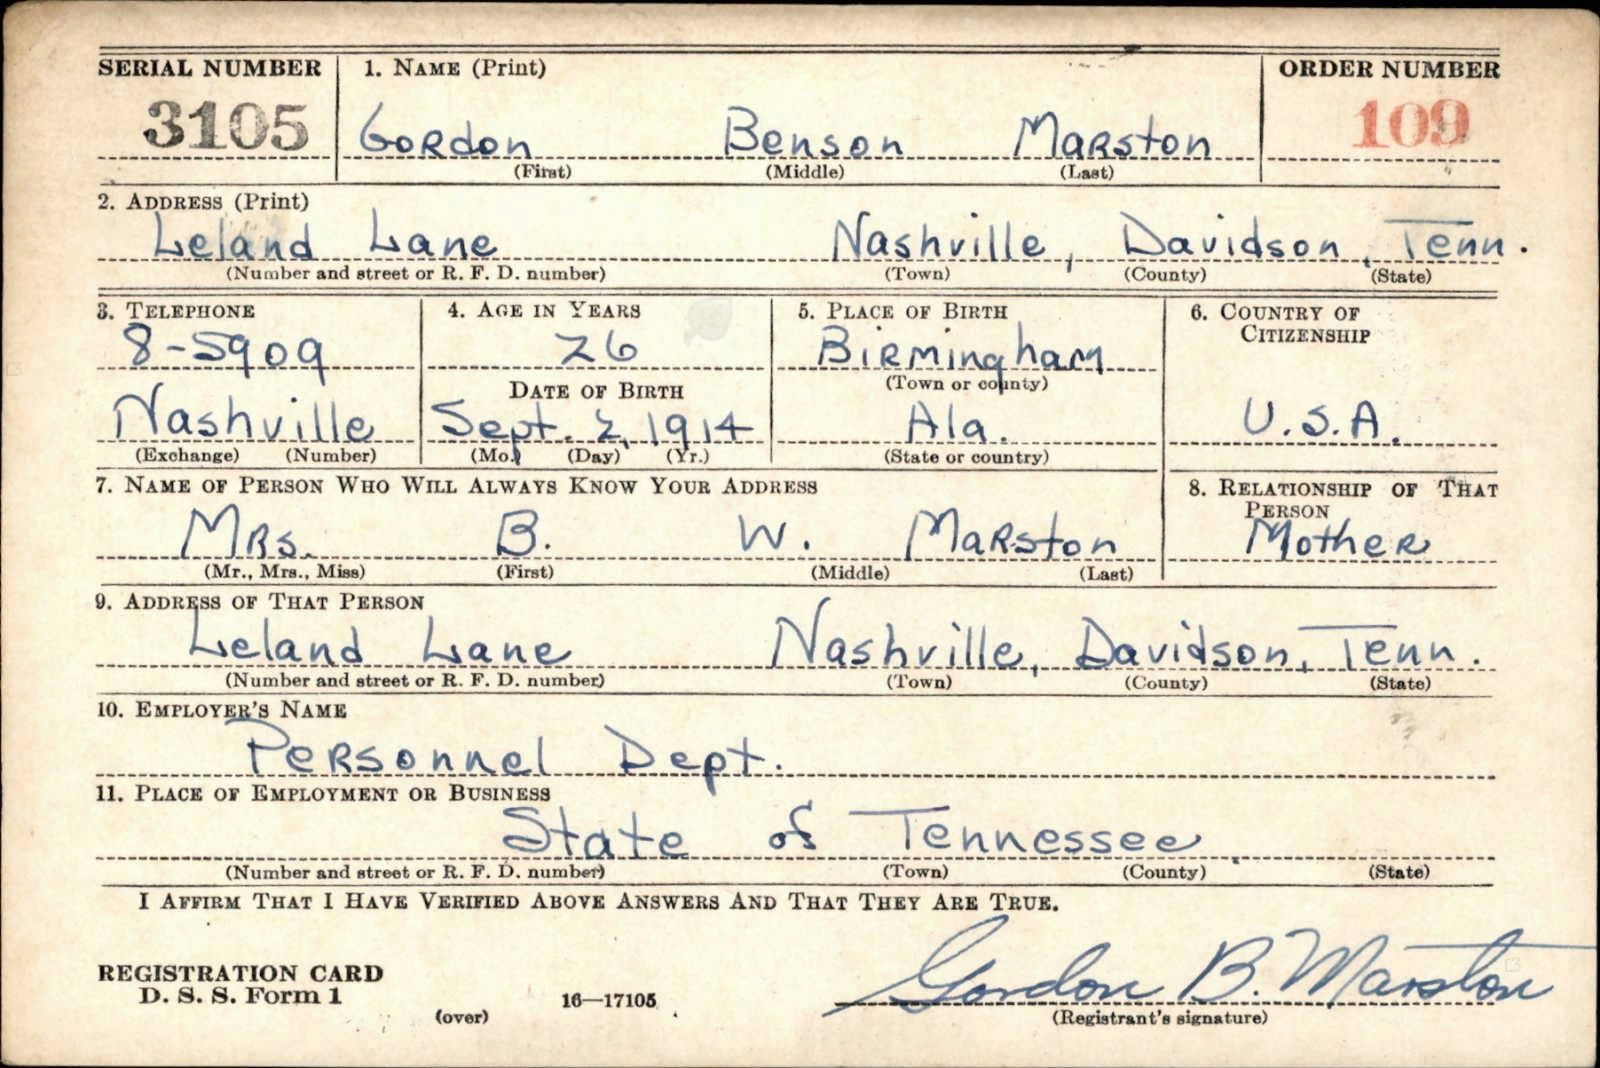 SERIAL NUMBER 1. NAME (Print) ORDER NUMBER
3105 Gordon Benson Marston 109
(First) (Middle) (Last)
2. ADDRESS (Print)
Leland Lane Nashville, Davidson, Tenn.
(Number and street or R. F. D. number) (Town) (County) (State)
3. TELEPHONE 4. AGE IN YEARS 5. PLACE OF BIRTH 6. COUNTRY OF CITIZENSHIP
8-5909 26 Birmingham
DATE OF BIRTH (Town or county)
Nashville Sept. 2, 1914 Ala. U.S.A.
(Exchange) (Number) (Mo.) (Day) (Yr.) (State or country)
7. NAME OF PERSON WHO WILL ALWAYS KNOW YOUR ADDRESS 8. RELATIONSHIP OF THAT PERSON
Mrs. B. W. Marston Mother
(Mr., Mrs., Miss) (First) (Middle) (Last)
9. ADDRESS OF THAT PERSON
Leland Lane Nashville, Davidson, Tenn.
(Number and street or R. F. D. number) (Town) (County) (State)
10. EMPLOYER'S NAME
Personnel Dept.
11. PLACE OF EMPLOYMENT OR BUSINESS
State of Tennessee
(Number and street or R. F. D. number) (Town) (County) (State)
I AFFIRM THAT I HAVE VERIFIED ABOVE ANSWERS AND THAT THEY ARE TRUE.
REGISTRATION CARD Gordon B. Marston
D. S. S. Form 1 16—17105
(over) (Registrant's signature)